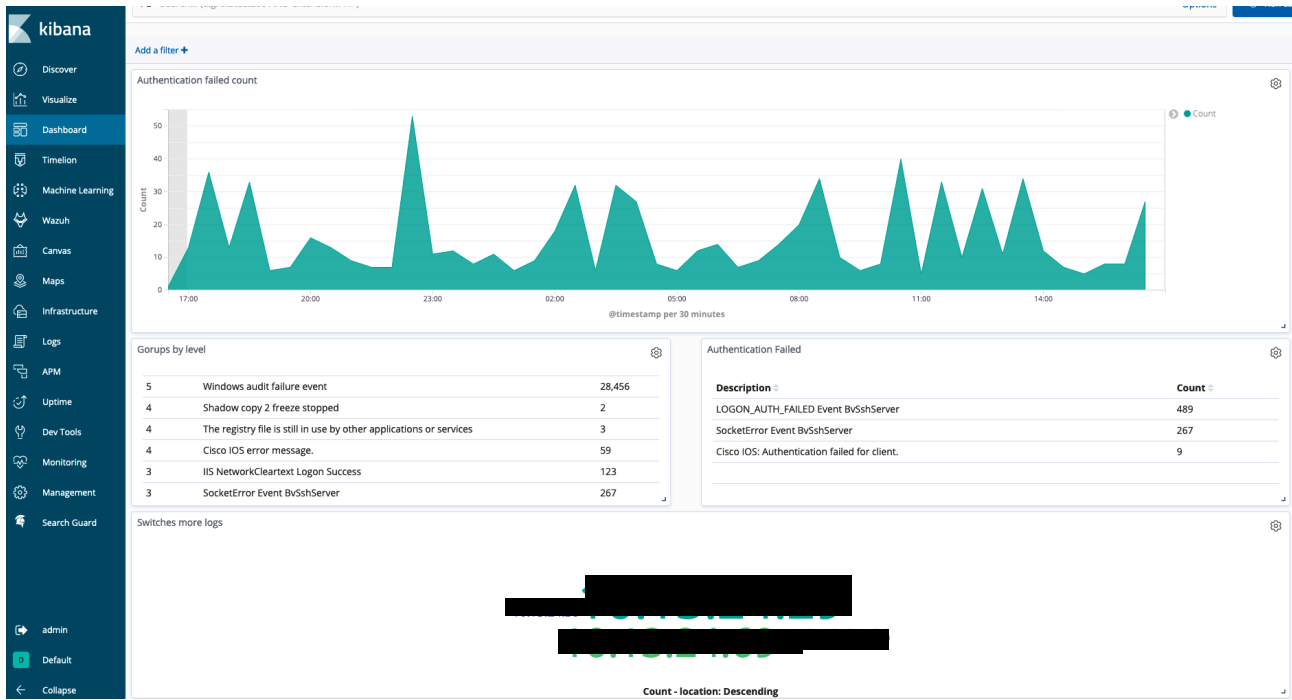 kibana
Discover
Visualize
Dashboard
Timelion
Machine Learning
Wazuh
Canvas
Maps
Infrastructure
Logs
APM
Uptime
Dev Tools
Monitoring
Management
Search Guard
admin
D Default
Collapse
Options
Add a filter +
Authentication failed count
Count
50
40
30
20
10
0
17:00 20:00 23:00 02:00 05:00 08:00 11:00 14:00
@timestamp per 30 minutes
Count
Gorups by level
5 Windows audit failure event 28,456
4 Shadow copy 2 freeze stopped 2
4 The registry file is still in use by other applications or services 3
4 Cisco IOS error message. 59
3 IIS NetworkCleartext Logon Success 123
3 SocketError Event BvSshServer 267
Authentication Failed
Description Count
LOGON_AUTH_FAILED Event BvSshServer 489
SocketError Event BvSshServer 267
Cisco IOS: Authentication failed for client. 9
Switches more logs
Count - location: Descending